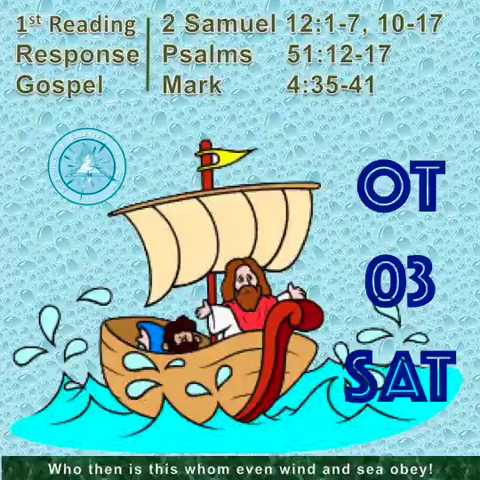 1st Reading | 2 Samuel 12:1-7, 10-17
Response | Psalms 51:12-17
Gospel | Mark 4:35-41
OT
03
SAT
Who then is this whom even wind and sea obey!